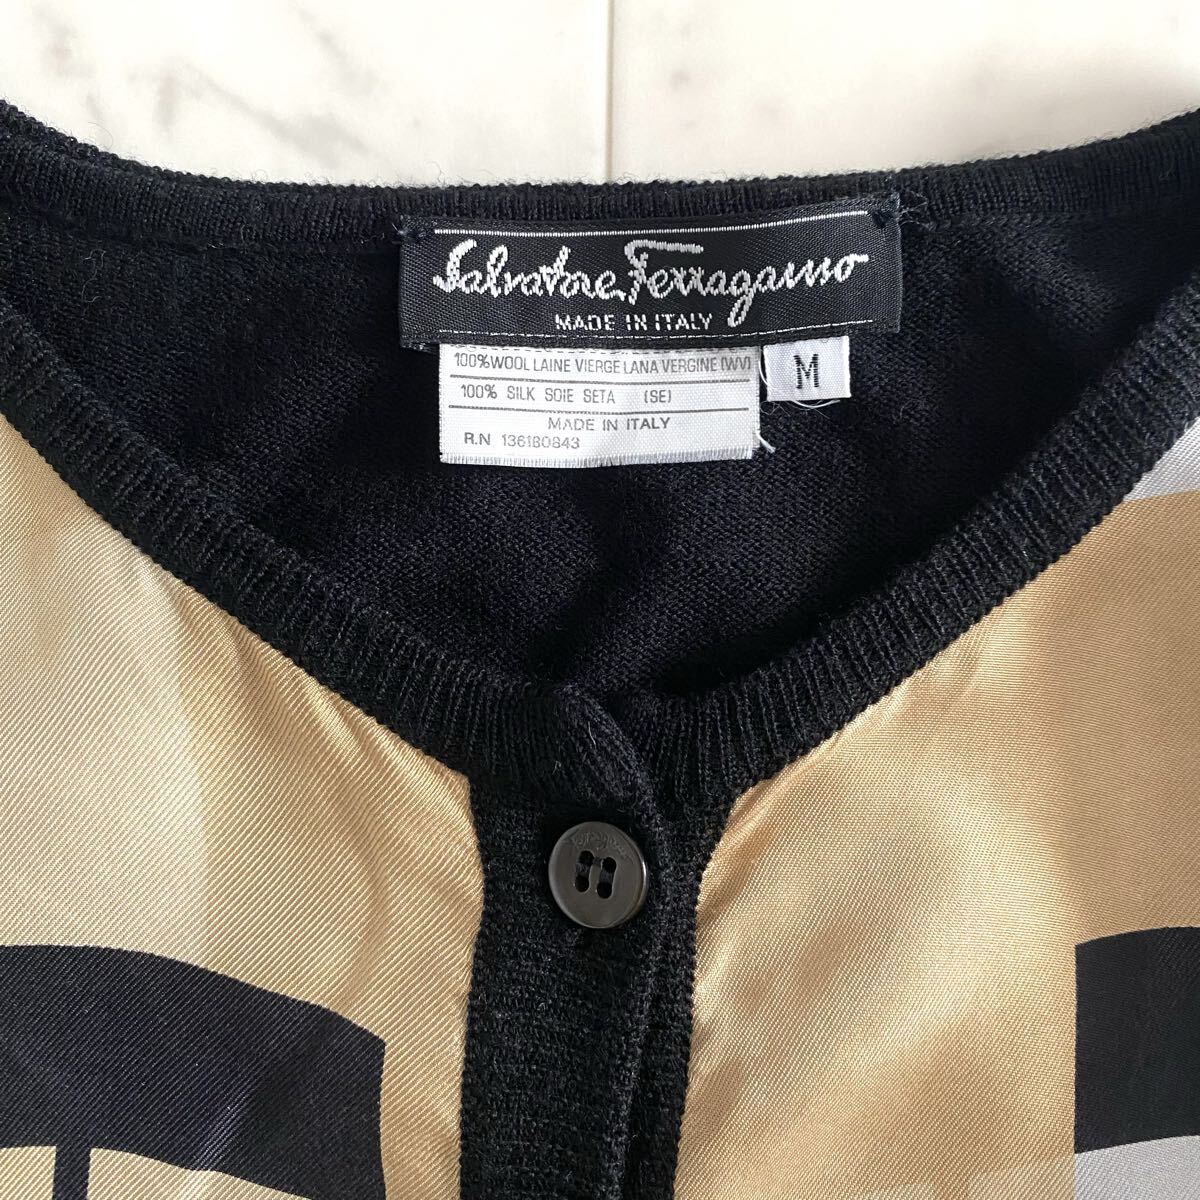 Salvatore Ferragamo
MADE IN ITALY
100%WOOL LAINE VIERGE LANA VERGINE (WV)
M
100% SILK SOIE SETA (SE)
MADE IN ITALY
R.N 136180843
Ferragamo